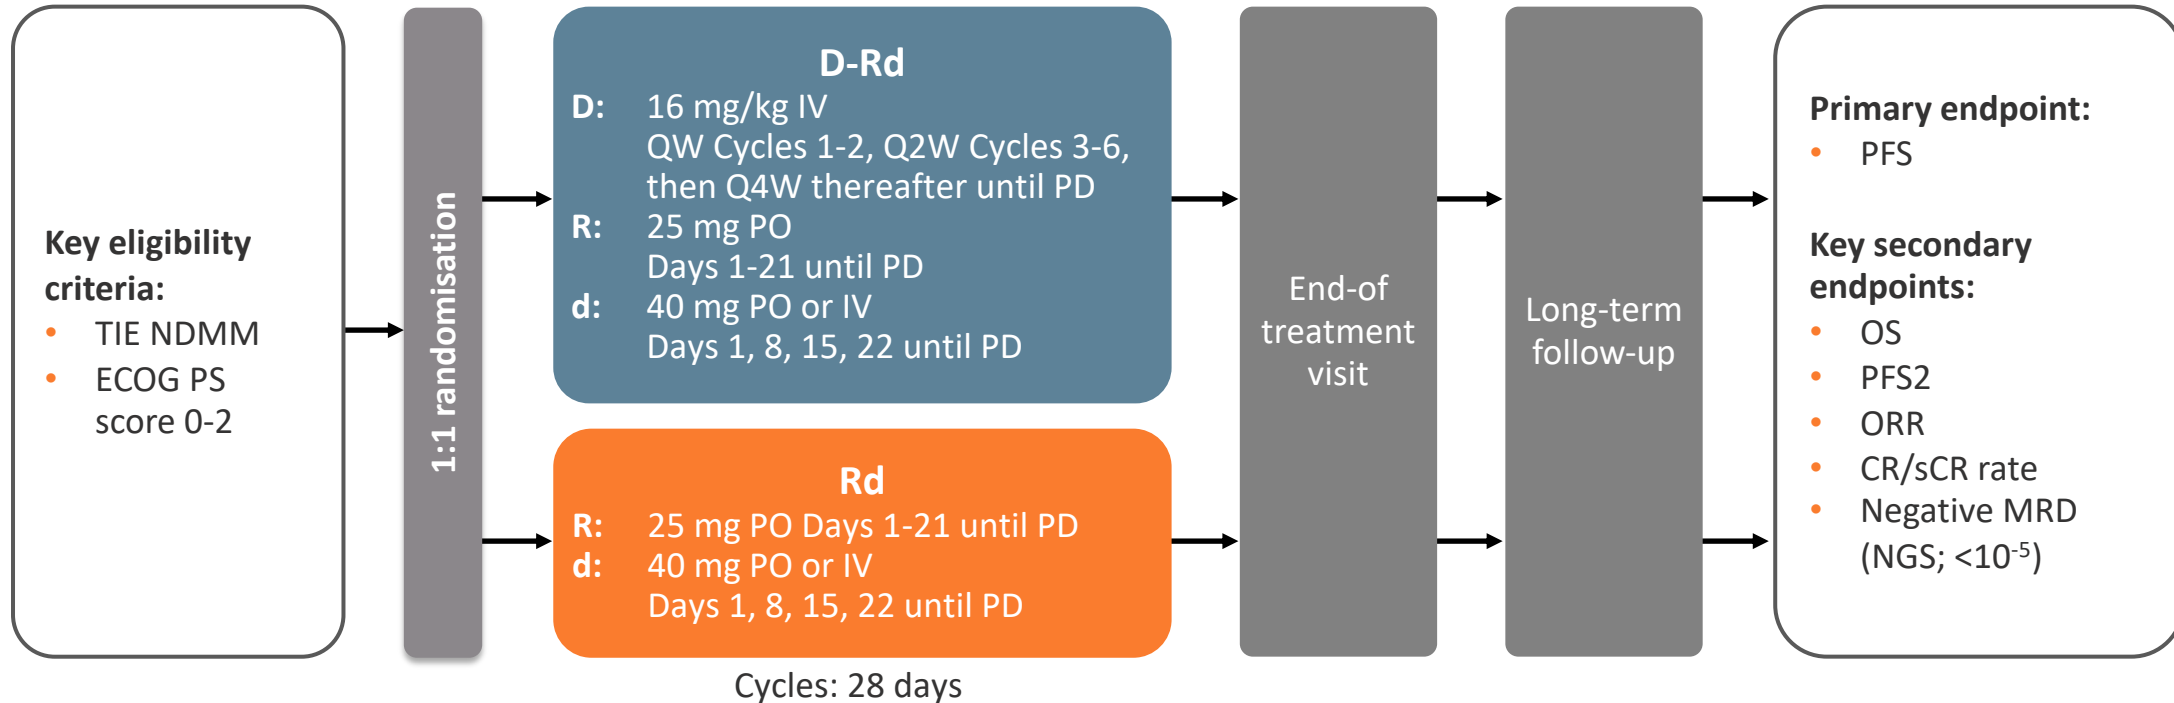 Key eligibility
criteria:
• TIE NDMM
• ECOG PS
score 0-2
1:1 randomisation
D-Rd
D: 16 mg/kg IV
QW Cycles 1-2, Q2W Cycles 3-6,
then Q4W thereafter until PD
R: 25 mg PO
Days 1-21 until PD
d: 40 mg PO or IV
Days 1, 8, 15, 22 until PD
Rd
R: 25 mg PO Days 1-21 until PD
d: 40 mg PO or IV
Days 1, 8, 15, 22 until PD
Cycles: 28 days
End-of
treatment
visit
Long-term
follow-up
Primary endpoint:
• PFS
Key secondary
endpoints:
• OS
• PFS2
• ORR
• CR/sCR rate
• Negative MRD
(NGS; <10⁻⁵)